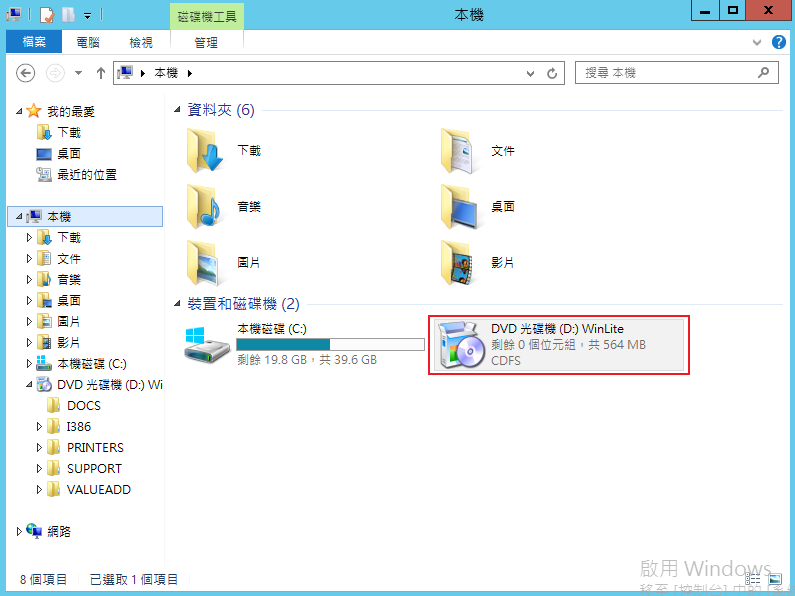 磁碟機工具
本機
檔案
電腦
檢視
管理
本機
搜尋 本機
我的最愛
下載
桌面
最近的位置
本機
下載
文件
音樂
桌面
圖片
影片
本機磁碟 (C:)
DVD 光碟機 (D:) Wi
DOCS
I386
PRINTERS
SUPPORT
VALUEADD
網路
資料夾 (6)
下載
文件
音樂
桌面
圖片
影片
裝置和磁碟機 (2)
本機磁碟 (C:)
剩餘 19.8 GB，共 39.6 GB
DVD 光碟機 (D:) WinLite
剩餘 0 個位元組，共 564 MB
CDFS
啟用 Windows
移至 [控制台] 中的 [系
8 個項目
已選取 1 個項目